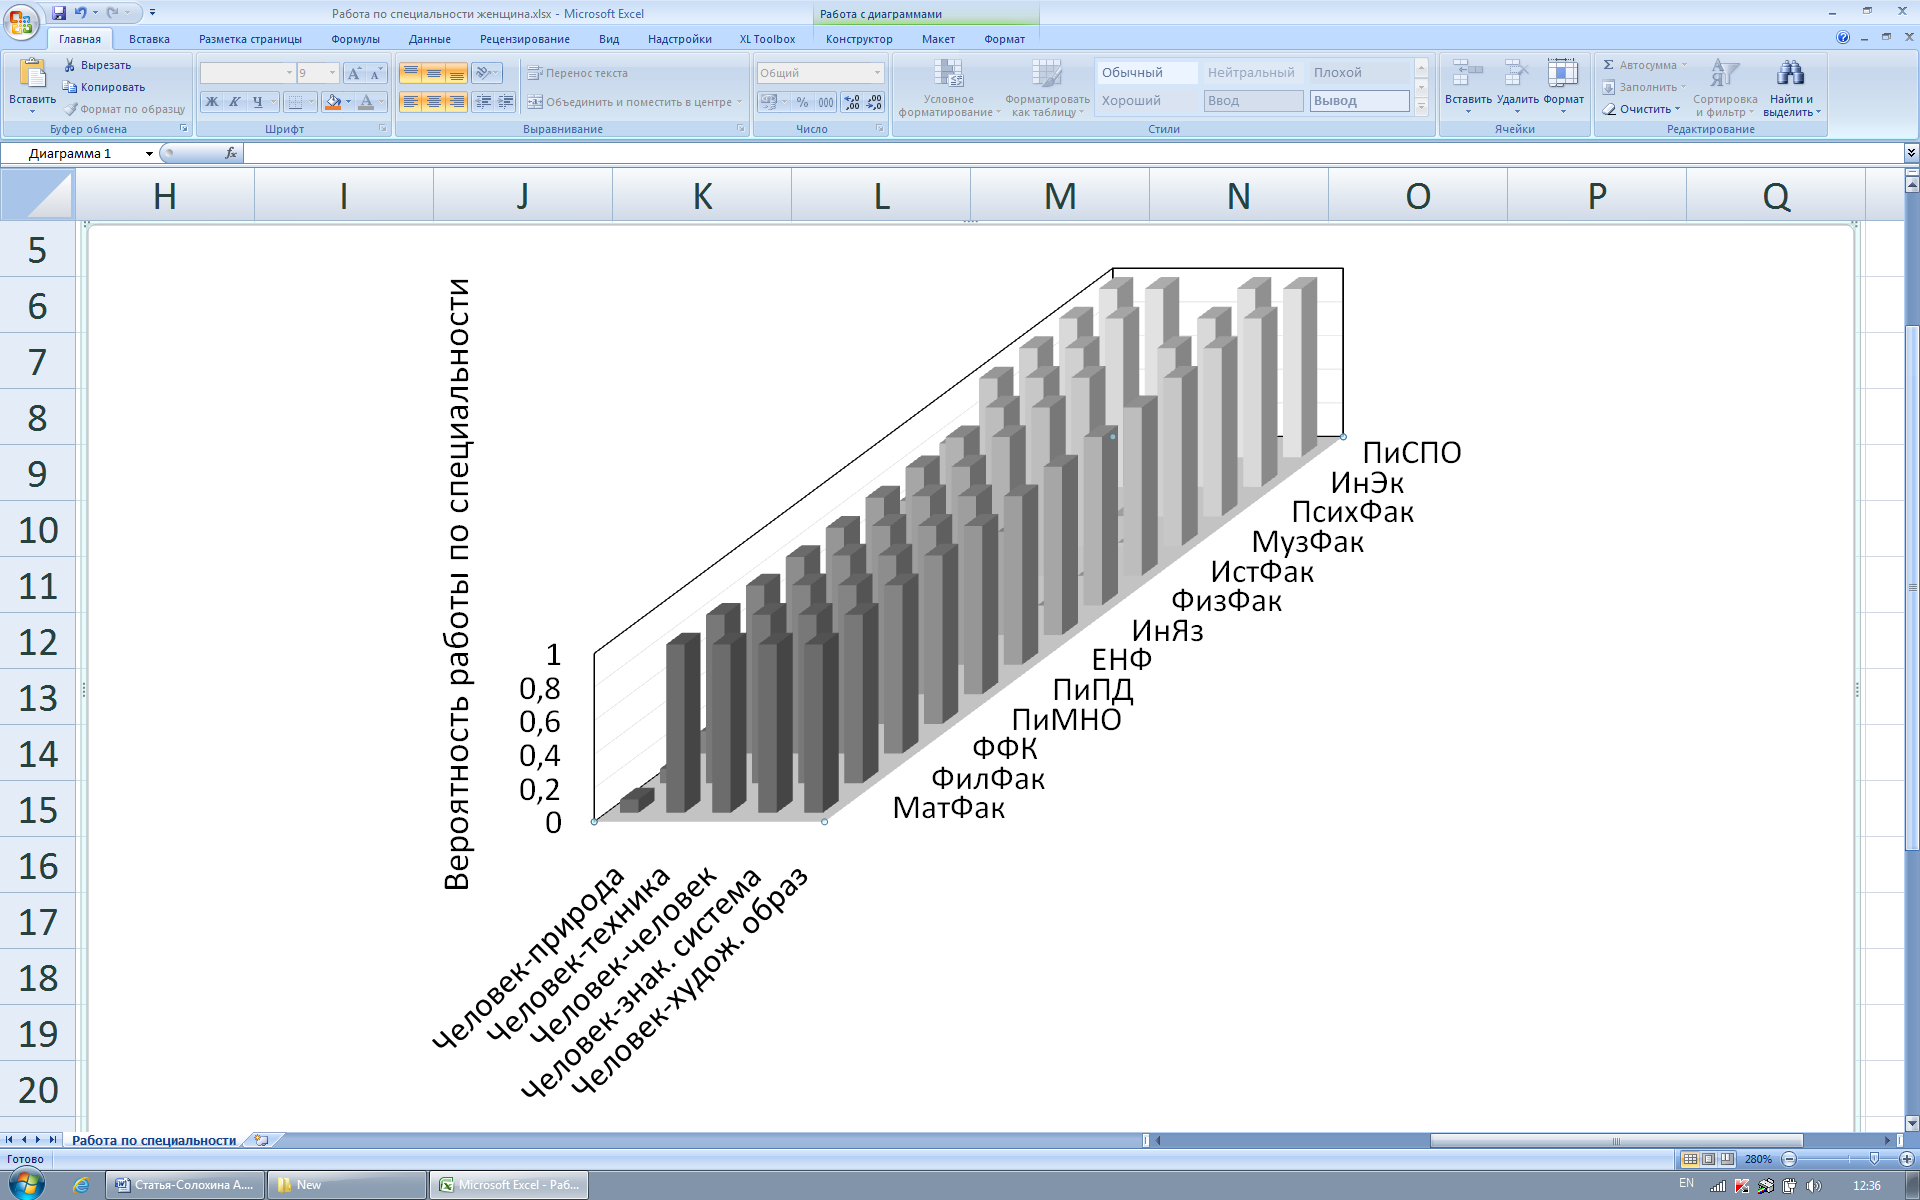 Работа по специальности женщина.xlsx - Microsoft Excel
Работа с диаграммами
Главная Вставка Разметка страницы Формулы Данные Рецензирование Вид Надстройки XL Toolbox Конструктор Макет Формат
Вставить
Вырезать
Копировать
Формат по образцу
Буфер обмена
9
Ж К Ч
Шрифт
Перенос текста
Объединить и поместить в центре
Выравнивание
Общий
% 000
Число
Условное форматирование
Форматировать как таблицу
Обычный Нейтральный Плохой
Хороший Ввод Вывод
Стили
Вставить Удалить Формат
Ячейки
Σ Автосумма
Заполнить
Очистить
Сортировка и фильтр
Найти и выделить
Редактирование
Диаграмма 1
fx
H I J K L M N O P Q
5
6
7
8
9
10
11
12
13
14
15
16
17
18
19
20
Вероятность работы по специальности
1
0,8
0,6
0,4
0,2
0
ПиСПО
ИнЭк
ПсихФак
МузФак
ИстФак
ФизФак
ИнЯз
ЕНФ
ПиПД
ПиМНО
ФФК
ФилФак
МатФак
Человек-природа
Человек-техника
Человек-человек
Человек-знак. система
Человек-худож. образ
Работа по специальности
Готово
280%
Статья-Солохина А....
New
Microsoft Excel - Раб...
EN
12:36